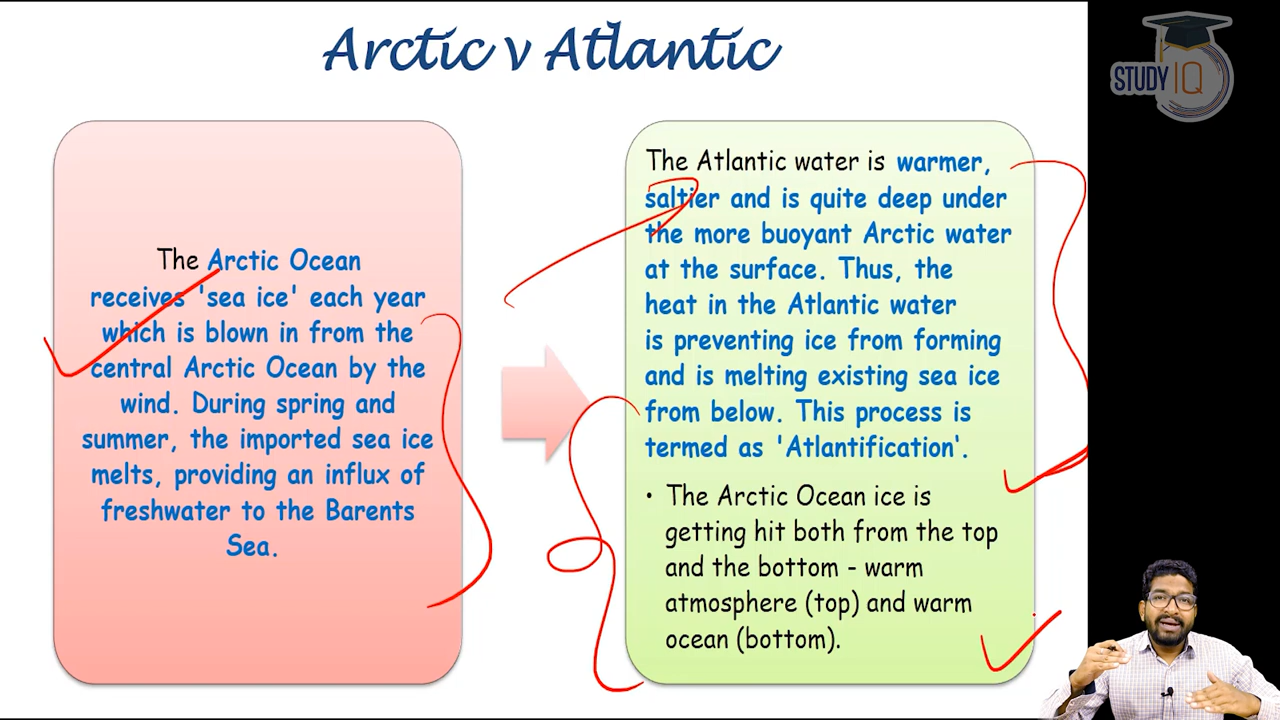 Arctic v Atlantic
STUDY IQ
The Arctic Ocean
receives 'sea ice' each year
which is blown in from the
central Arctic Ocean by the
wind. During spring and
summer, the imported sea ice
melts, providing an influx of
freshwater to the Barents
Sea.
The Atlantic water is warmer,
saltier and is quite deep under
the more buoyant Arctic water
at the surface. Thus, the
heat in the Atlantic water
is preventing ice from forming
and is melting existing sea ice
from below. This process is
termed as 'Atlantification'.
• The Arctic Ocean ice is
getting hit both from the top
and the bottom - warm
atmosphere (top) and warm
ocean (bottom).